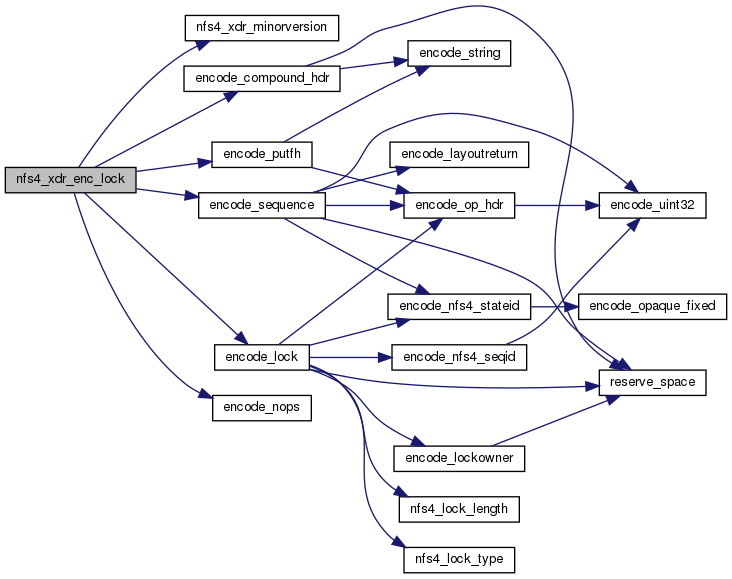 nfs4_xdr_minorversion
encode_compound_hdr
encode_string
encode_putfh
encode_layoutreturn
nfs4_xdr_enc_lock
encode_sequence
encode_op_hdr
encode_uint32
encode_nfs4_stateid
encode_opaque_fixed
encode_lock
encode_nfs4_seqid
reserve_space
encode_nops
encode_lockowner
nfs4_lock_length
nfs4_lock_type